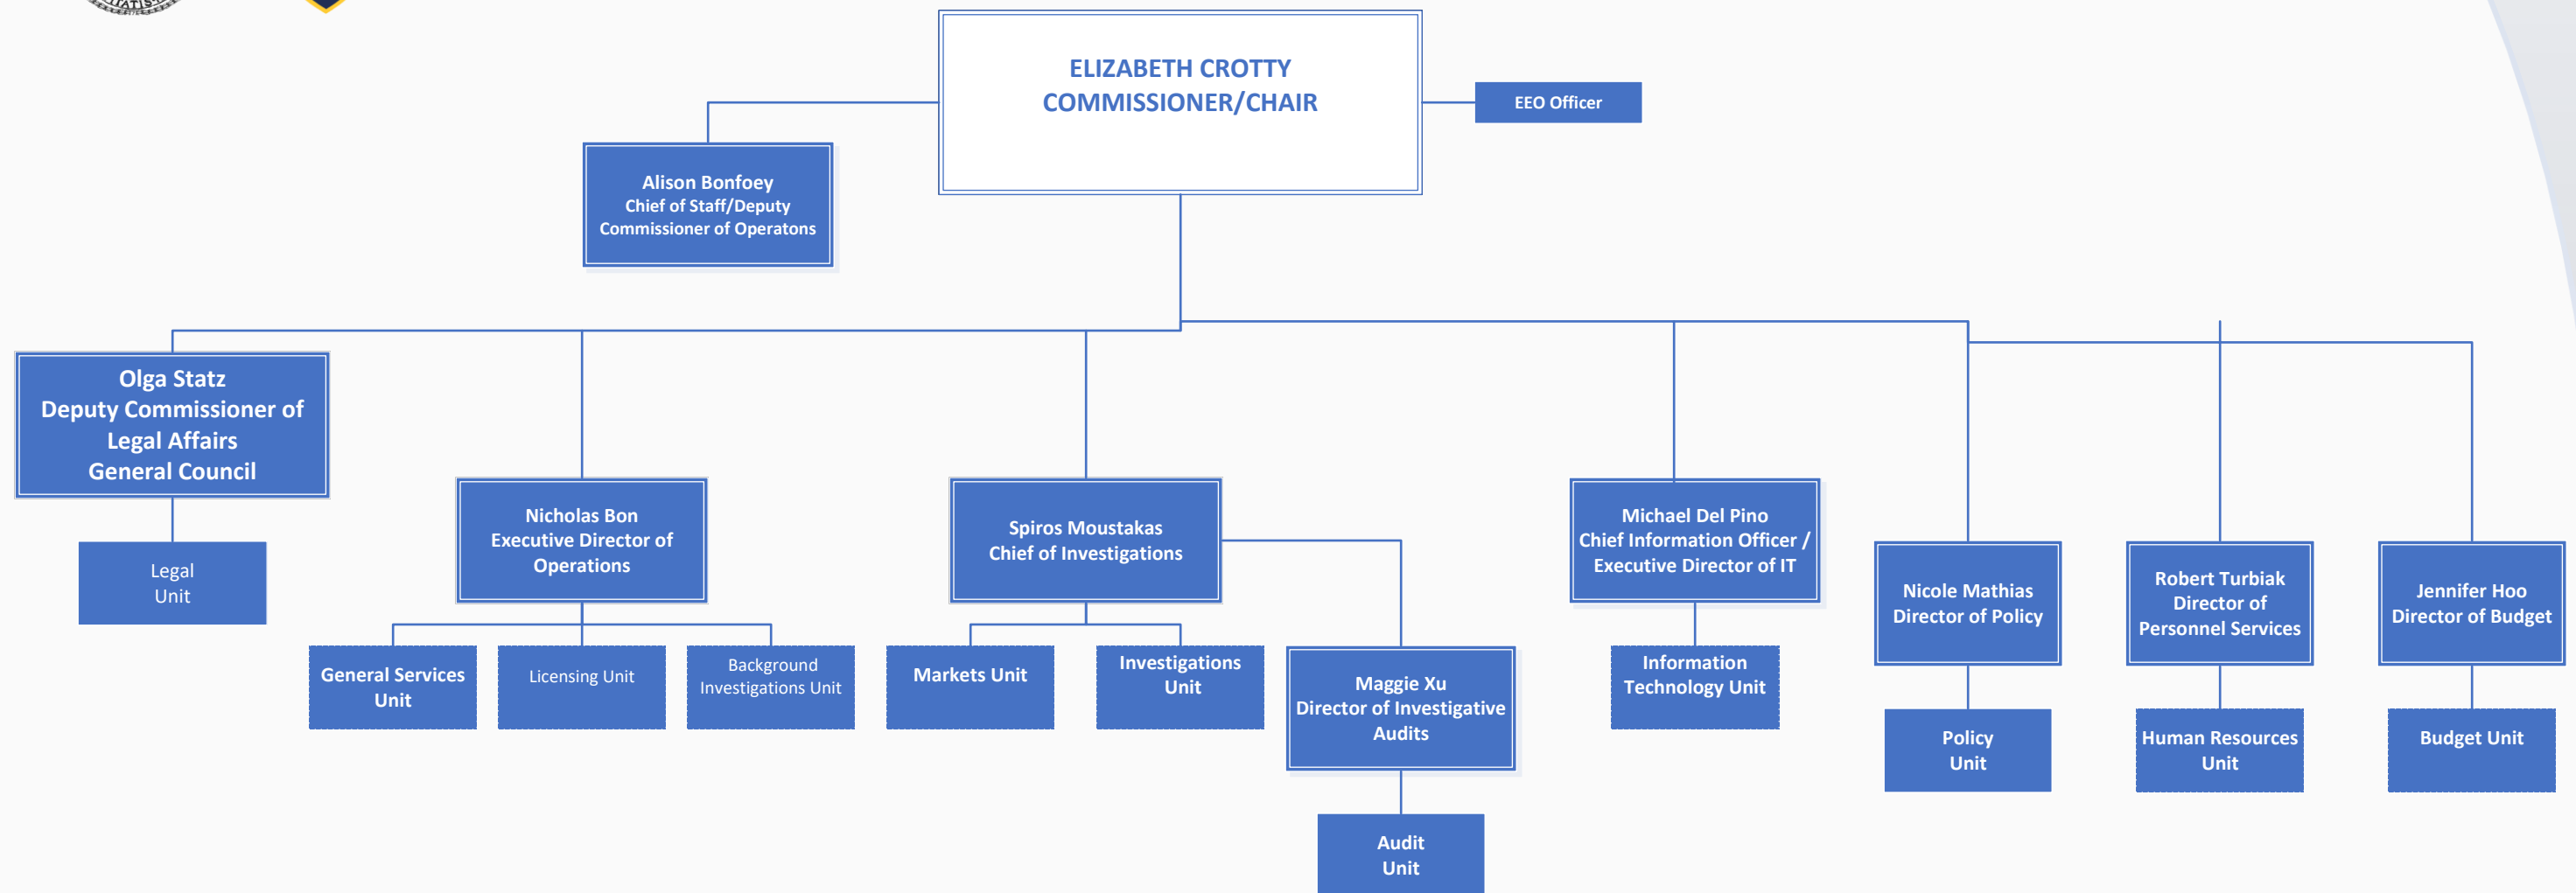 TATIS
ELIZABETH CROTTY
COMMISSIONER/CHAIR
EEO Officer
Alison Bonfoey
Chief of Staff/Deputy
Commissioner of Operatons
Olga Statz
Deputy Commissioner of
Legal Affairs
General Council
Legal
Unit
Nicholas Bon
Executive Director of
Operations
General Services
Unit
Licensing Unit
Background
Investigations Unit
Spiros Moustakas
Chief of Investigations
Markets Unit
Investigations
Unit
Maggie Xu
Director of Investigative
Audits
Audit
Unit
Michael Del Pino
Chief Information Officer /
Executive Director of IT
Information
Technology Unit
Nicole Mathias
Director of Policy
Policy
Unit
Robert Turbiak
Director of
Personnel Services
Human Resources
Unit
Jennifer Hoo
Director of Budget
Budget Unit